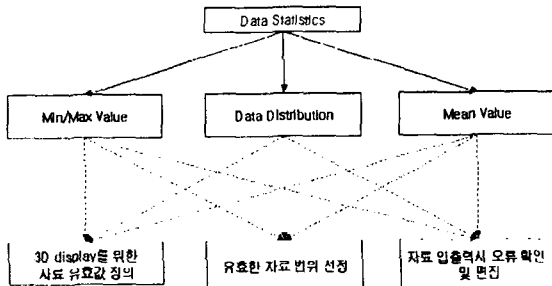 Data Statistics
Min/Max Value
Data Distribution
Mean Value
3D display를 위한
자료 유효값 정의
유효한 자료 범위 선정
자료 입출력시 오류 확인
및 편집